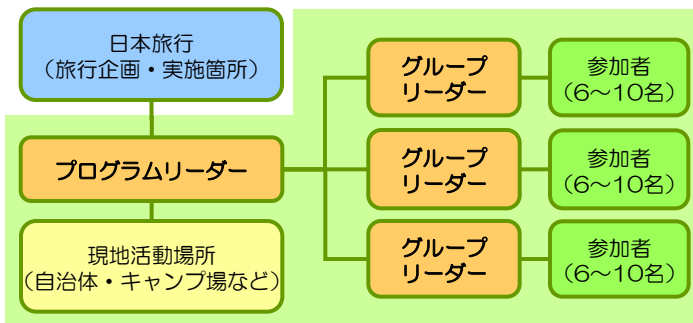 日本旅行
（旅行企画・実施箇所）
プログラムリーダー
現地活動場所
（自治体・キャンプ場など）
グループ
リーダー
参加者
（6～10名）
グループ
リーダー
参加者
（6～10名）
グループ
リーダー
参加者
（6～10名）